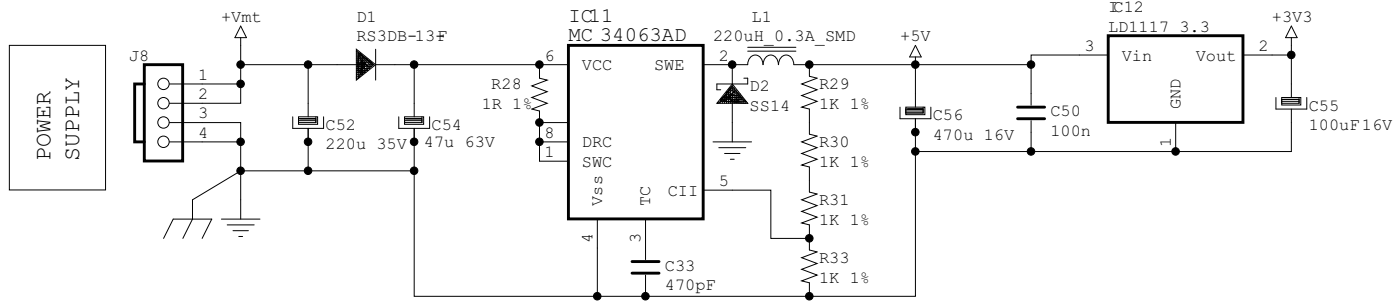 POWER
SUPPLY
J8
1
2
3
4
+Vmt
D1
RS3DB-13-F
C52
220u 35V
C54
47u 63V
R28
1R 1%
IC11
MC 34063AD
6
VCC
SWE
2
8
DRC
1
SWC
Vss
TC
CII
5
4
3
C33
470pF
L1
220uH_0.3A_SMD
D2
SS14
R29
1K 1%
R30
1K 1%
R31
1K 1%
R33
1K 1%
+5V
C56
470u 16V
C50
100n
IC12
LD1117 3.3
3
Vin
Vout
2
GND
1
+3V3
C55
100uF16V